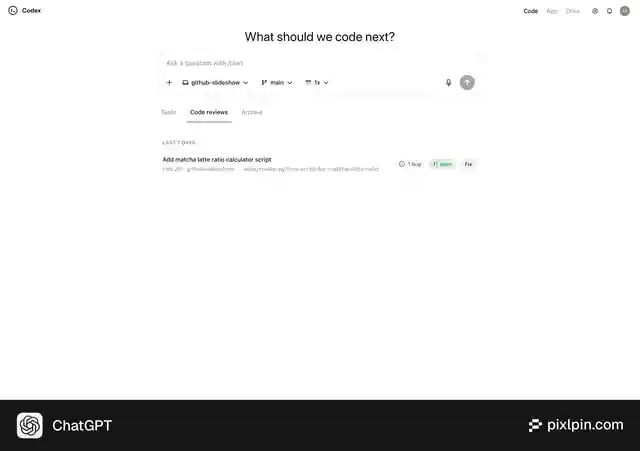 Codex
Code App Docs
What should we code next?
Ask a question with /plan
github-slideshow main 1x
Tasks Code reviews Archive
LAST 7 DAYS
Add matcha latte ratio calculator script
1 bug Open Fix
ChatGPT
pixlpin.com